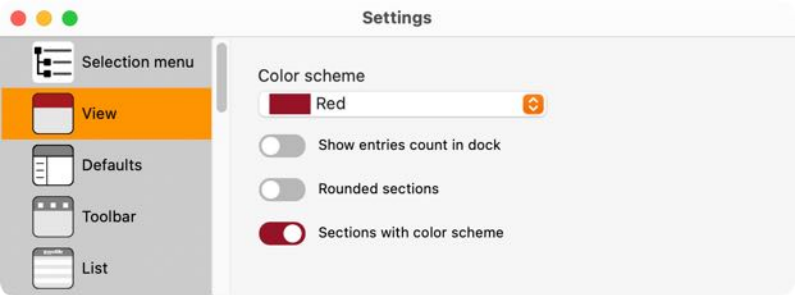 Settings
Selection menu
View
Defaults
Toolbar
List
Color scheme
Red
Show entries count in dock
Rounded sections
Sections with color scheme